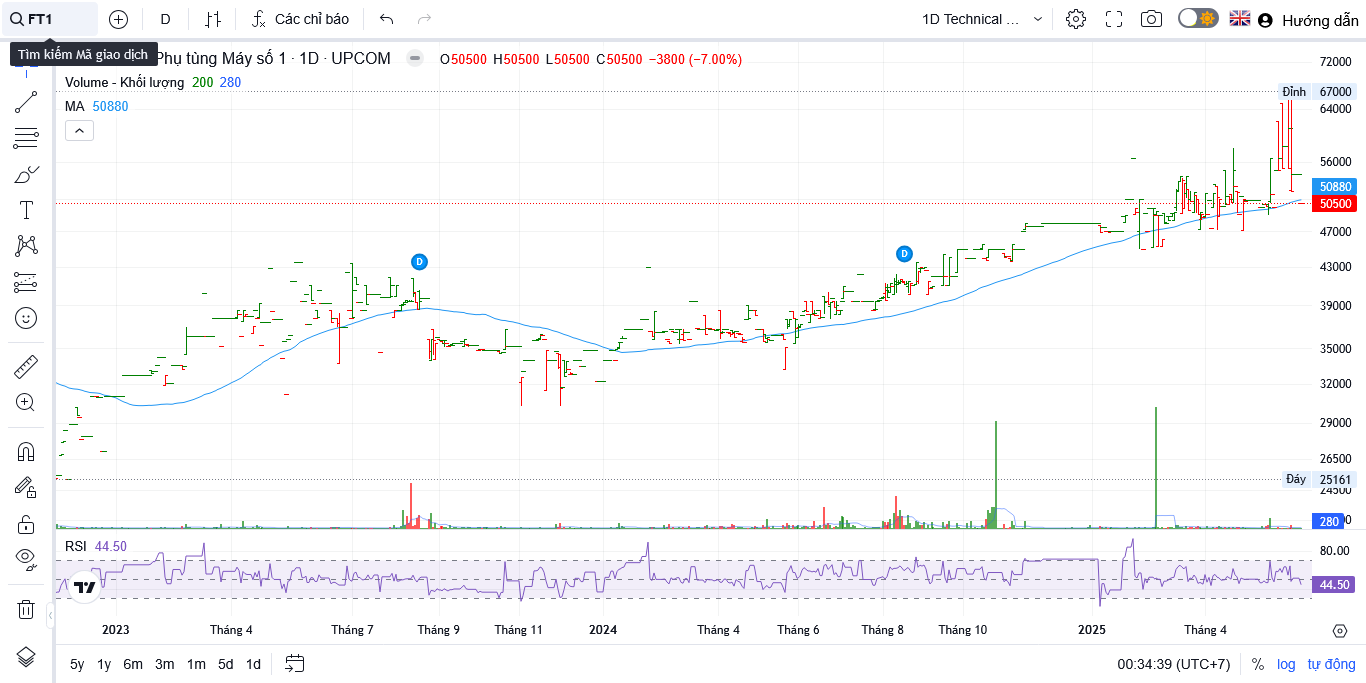 FT1 D Các chỉ báo 1D Technical ... Hướng dẫn
Tìm kiếm Mã giao dịch
Phụ tùng Máy số 1 · 1D · UPCOM O50500 H50500 L50500 C50500 −3800 (−7.00%)
Volume - Khối lượng 200 280
MA 50880
72000
Đỉnh 67000
64000
56000
50880
50500
47000
43000
39000
35000
32000
29000
26500
Đáy 25161
24500
280
D
D
RSI 44.50
80.00
44.50
2023 Tháng 4 Tháng 7 Tháng 9 Tháng 11 2024 Tháng 4 Tháng 6 Tháng 8 Tháng 10 2025 Tháng 4
5y 1y 6m 3m 1m 5d 1d 00:34:39 (UTC+7) % log tự động